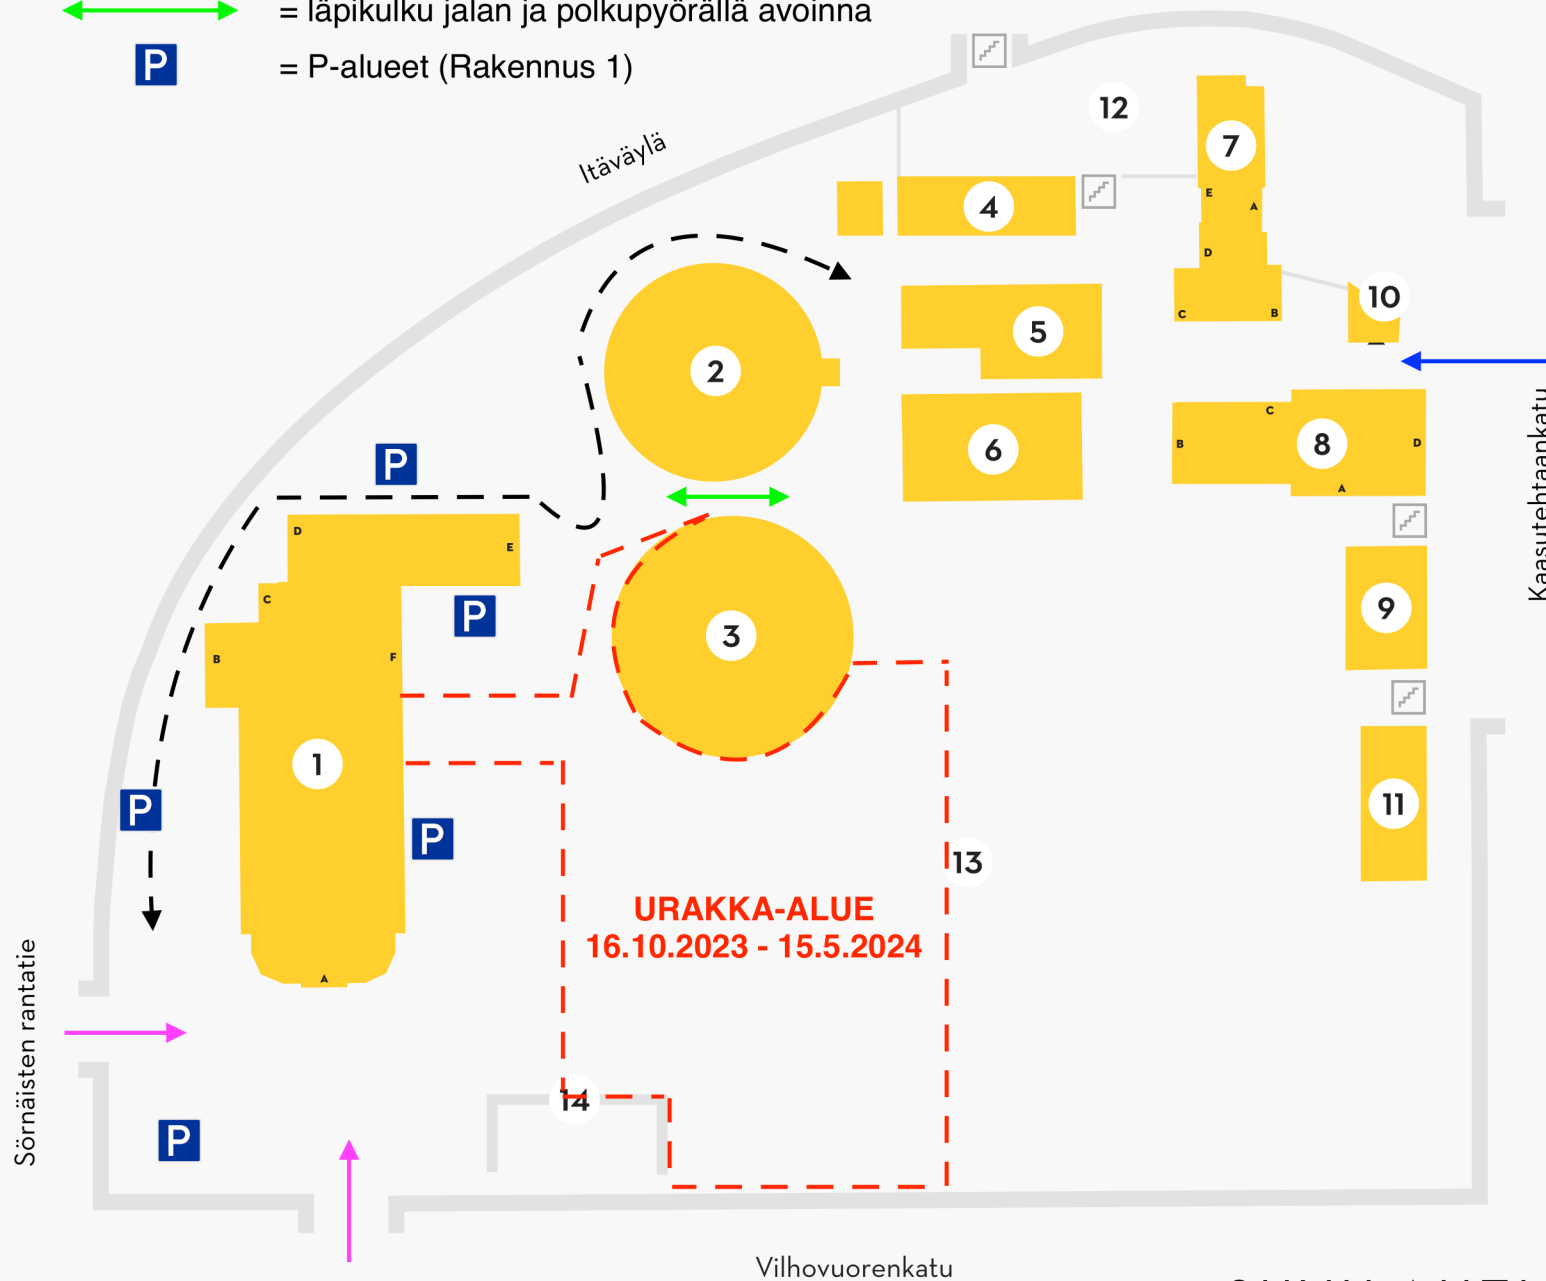 = läpikulku jalan ja polkupyörällä avoinna
P
= P-alueet (Rakennus 1)
Itäväylä
12
7
E
A
D
C
B
4
10
5
2
6
C
B
8
D
A
Kaasutehtaankatu
P
D
E
C
P
B
F
3
9
1
P
P
11
13
URAKKA-ALUE
16.10.2023 - 15.5.2024
A
Sörnäisten rantatie
14
P
Vilhovuorenkatu